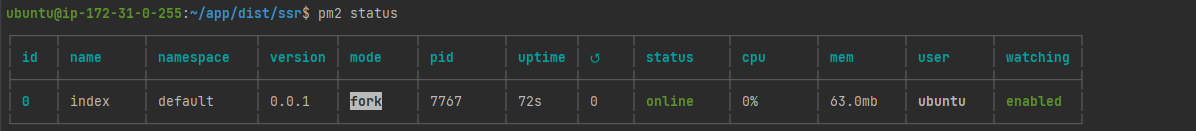 ubuntu@ip-172-31-0-255:~/app/dist/ssr$ pm2 status
id name namespace version mode pid uptime ↺ status cpu mem user watching
0 index default 0.0.1 fork 7767 72s 0 online 0% 63.0mb ubuntu enabled